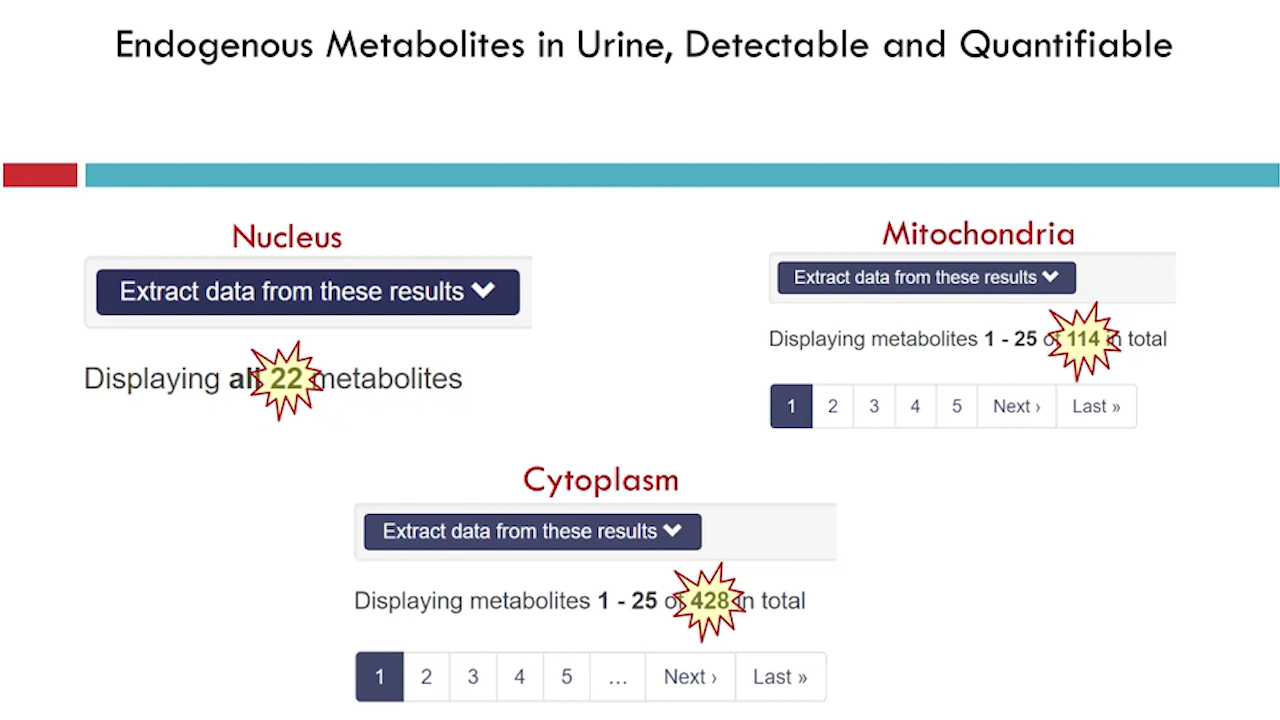 Endogenous Metabolites in Urine, Detectable and Quantifiable
Nucleus
Extract data from these results
Displaying all 22 metabolites
Mitochondria
Extract data from these results
Displaying metabolites 1 - 25 of 114 in total
1 2 3 4 5 Next › Last »
Cytoplasm
Extract data from these results
Displaying metabolites 1 - 25 of 428 in total
1 2 3 4 5 … Next › Last »